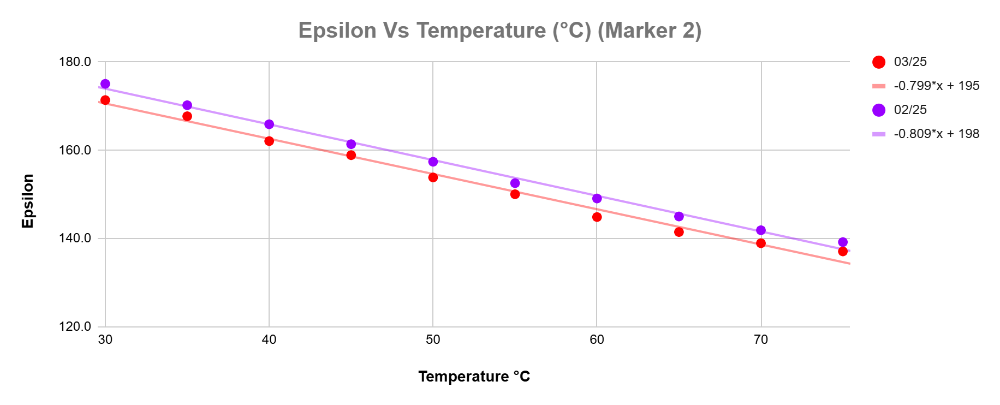 Epsilon Vs Temperature (°C) (Marker 2)
180.0
160.0
140.0
120.0
Epsilon
30 40 50 60 70
Temperature °C
03/25
-0.799*x + 195
02/25
-0.809*x + 198